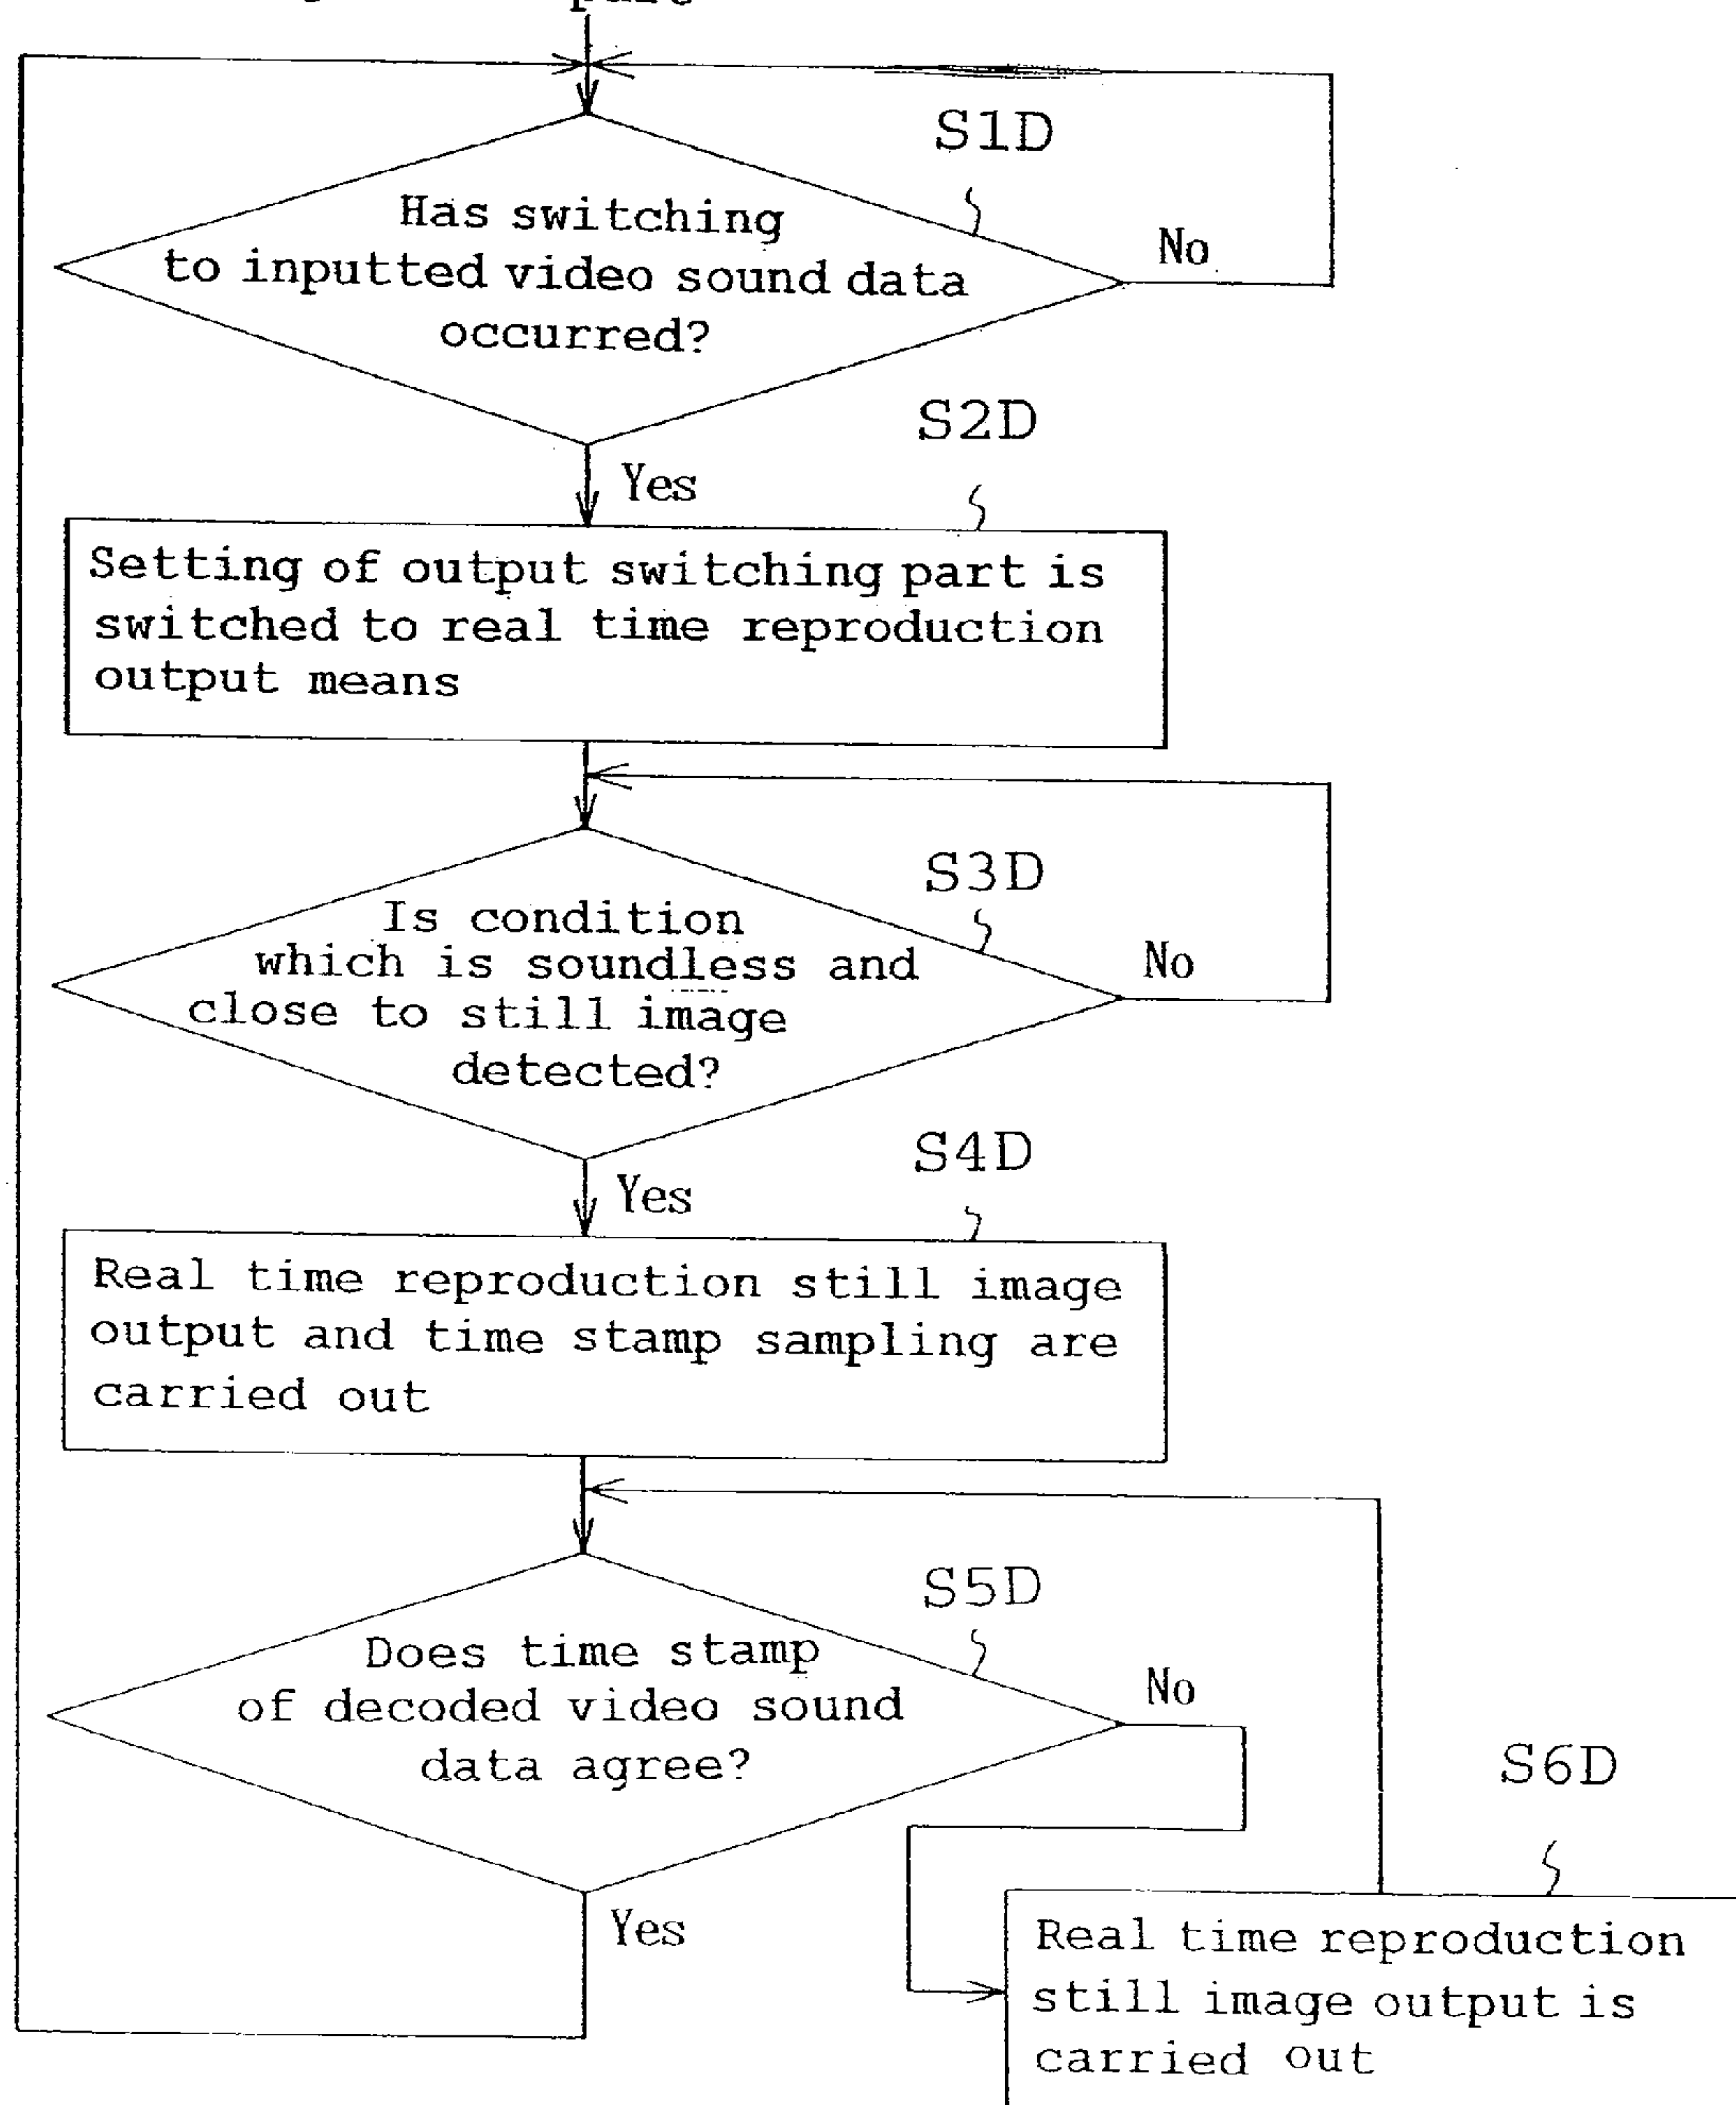 S1D
Has switching
to inputted video sound data
occurred?
No
Yes
S2D
Setting of output switching part is
switched to real time reproduction
output means
S3D
Is condition
which is soundless and
close to still image
detected?
No
Yes
S4D
Real time reproduction still image
output and time stamp sampling are
carried out
S5D
Does time stamp
of decoded video sound
data agree?
No
Yes
S6D
Real time reproduction
still image output is
carried out